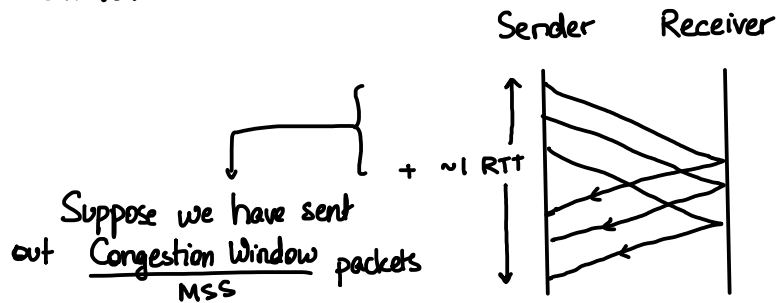 Sender Receiver
+ ~1 RTT
Suppose we have sent
out Congestion Window packets
MSS